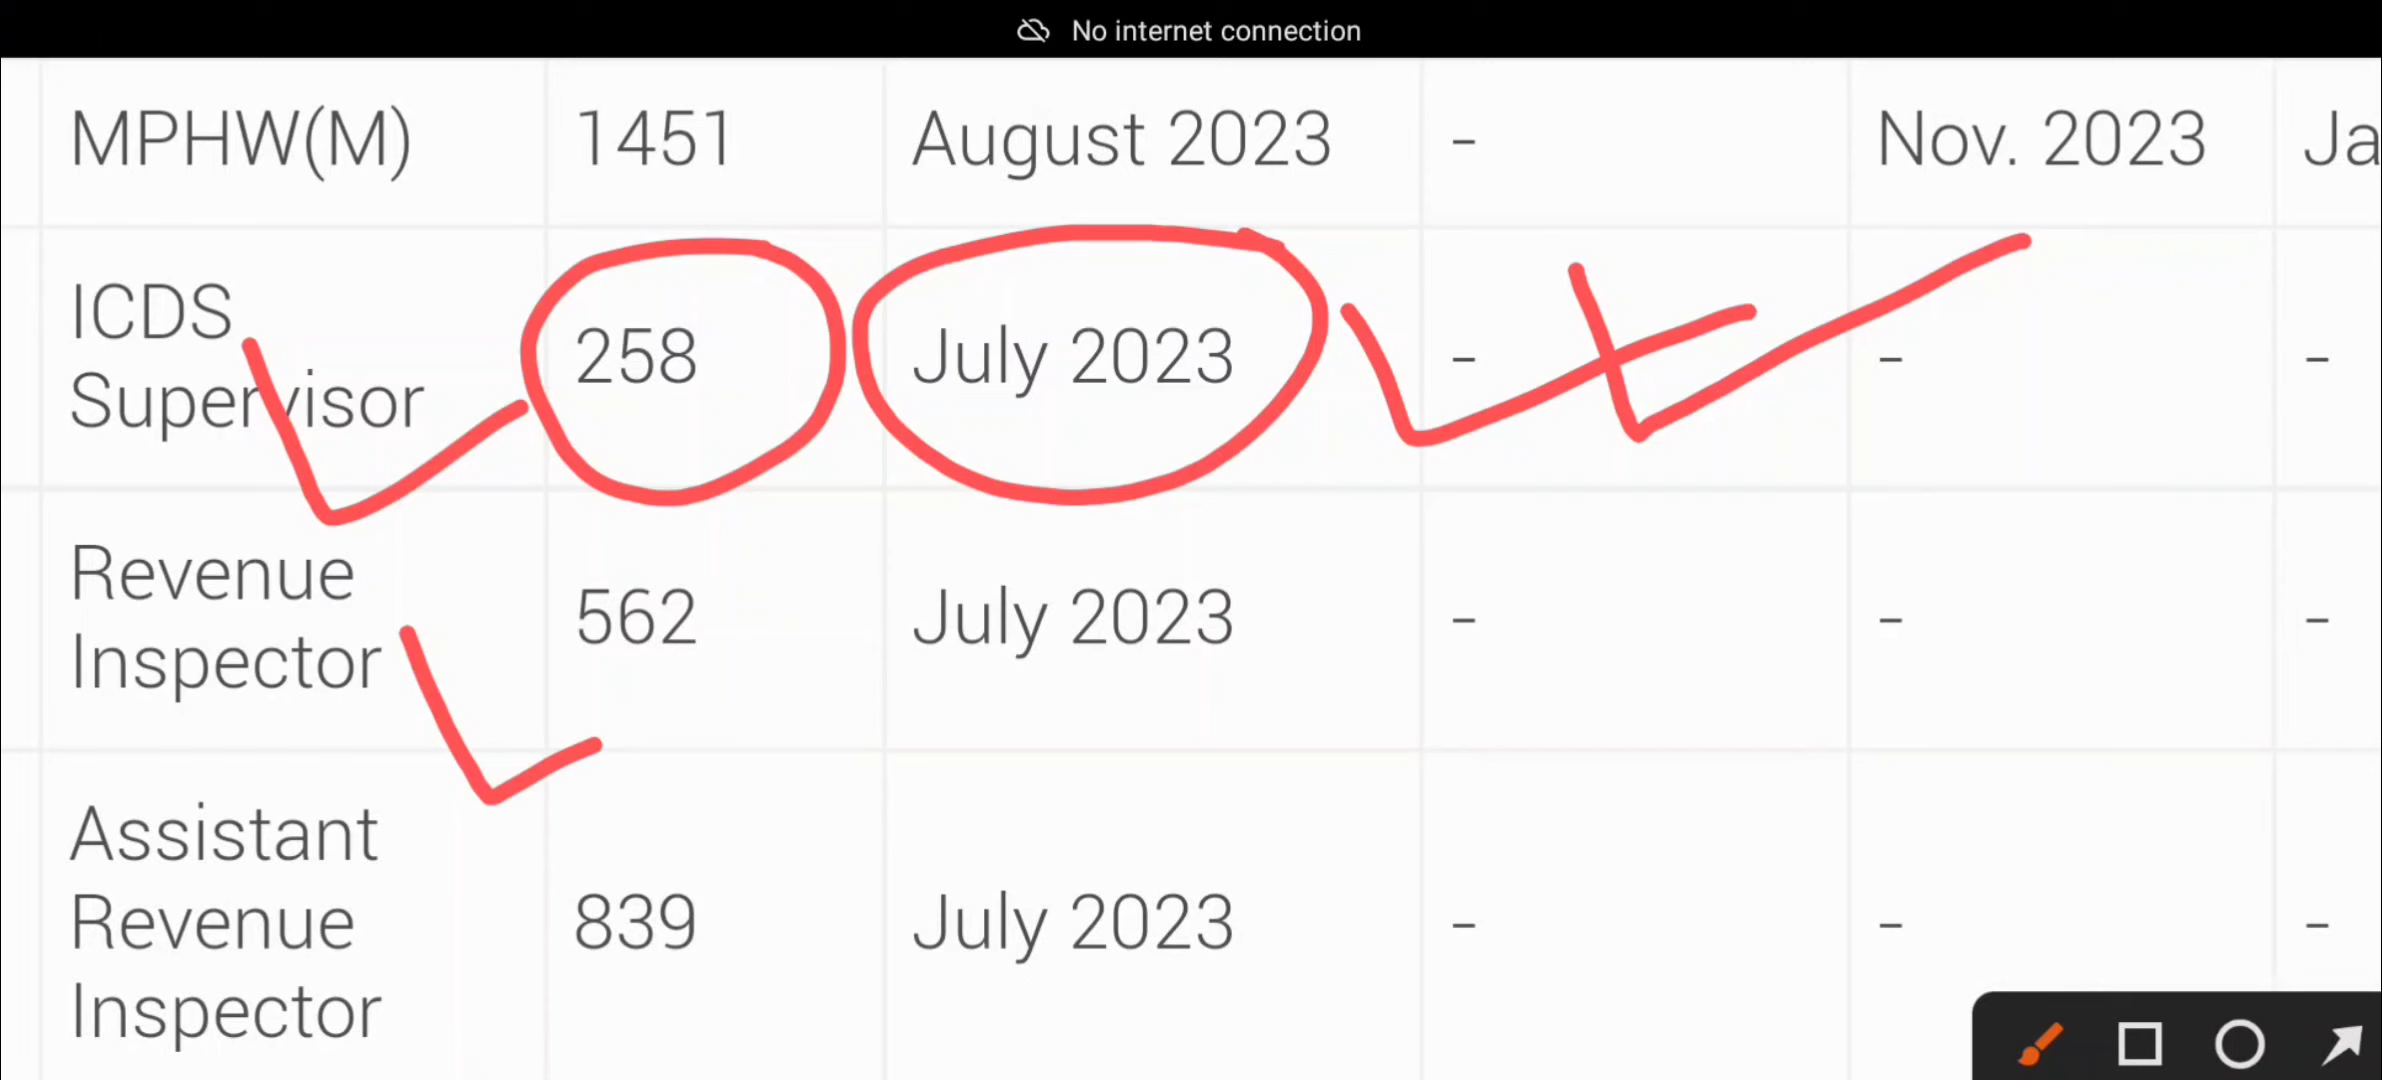 No internet connection
MPHW(M) 1451 August 2023 - Nov. 2023 Ja
ICDS
Supervisor 258 July 2023 - - -
Revenue
Inspector 562 July 2023 - - -
Assistant
Revenue 839 July 2023 - - -
Inspector